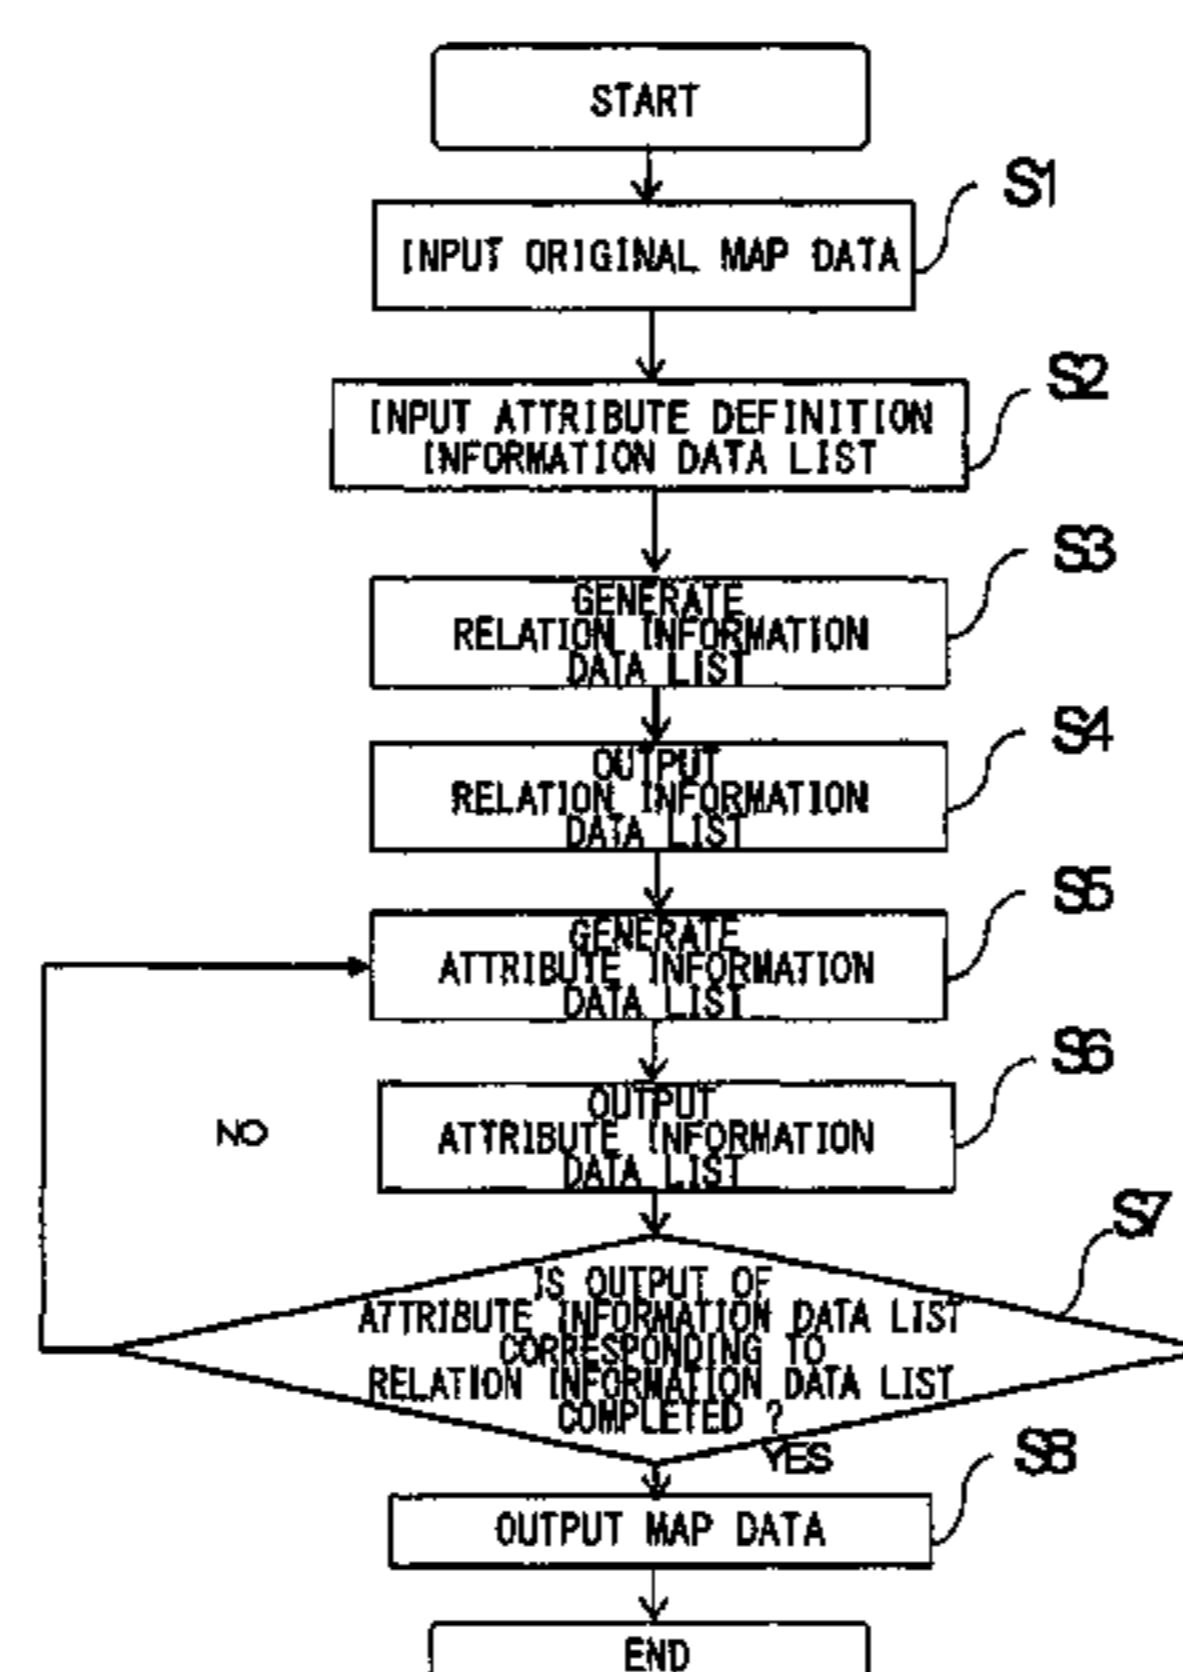 START
S1
INPUT ORIGINAL MAP DATA
S2
INPUT ATTRIBUTE DEFINITION
INFORMATION DATA LIST
S3
GENERATE
RELATION INFORMATION
DATA LIST
S4
OUTPUT
RELATION INFORMATION
DATA LIST
S5
GENERATE
ATTRIBUTE INFORMATION
DATA LIST
S6
OUTPUT
ATTRIBUTE INFORMATION
DATA LIST
NO
S7
IS OUTPUT OF
ATTRIBUTE INFORMATION DATA LIST
CORRESPONDING TO
RELATION INFORMATION DATA LIST
COMPLETED ?
YES
S8
OUTPUT MAP DATA
END